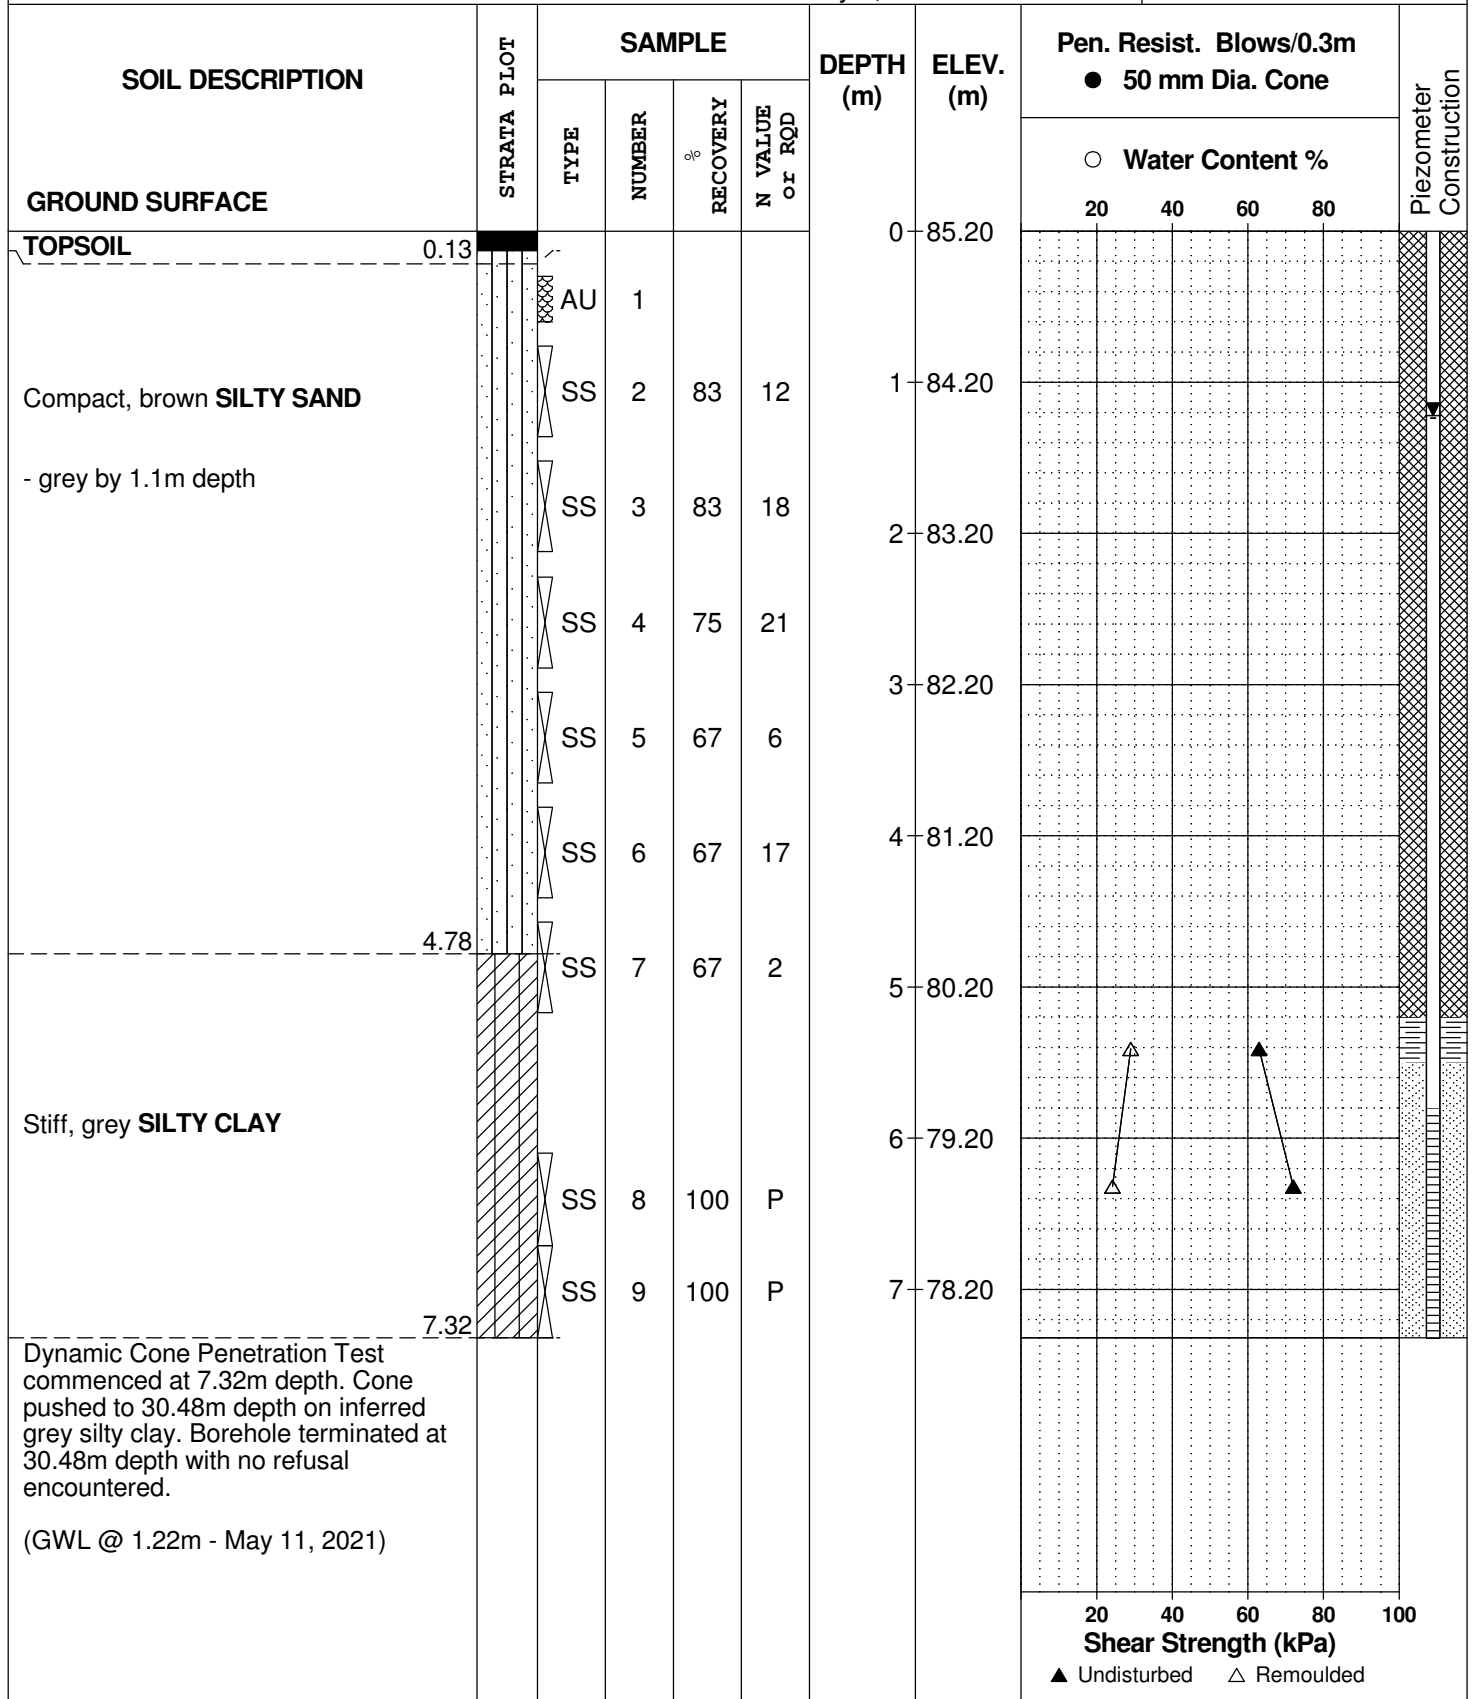 SOIL DESCRIPTION
GROUND SURFACE
STRATA PLOT
SAMPLE
TYPE
NUMBER
% RECOVERY
N VALUE or RQD
DEPTH (m)
ELEV. (m)
Pen. Resist. Blows/0.3m
● 50 mm Dia. Cone
○ Water Content %
20 40 60 80
Piezometer Construction
TOPSOIL 0.13
0 85.20
AU 1
Compact, brown SILTY SAND
SS 2 83 12
1 84.20
- grey by 1.1m depth
SS 3 83 18
2 83.20
SS 4 75 21
3 82.20
SS 5 67 6
4 81.20
SS 6 67 17
4.78
SS 7 67 2
5 80.20
Stiff, grey SILTY CLAY
6 79.20
SS 8 100 P
SS 9 100 P
7 78.20
7.32
Dynamic Cone Penetration Test
commenced at 7.32m depth. Cone
pushed to 30.48m depth on inferred
grey silty clay. Borehole terminated at
30.48m depth with no refusal
encountered.
(GWL @ 1.22m - May 11, 2021)
20 40 60 80 100
Shear Strength (kPa)
▲ Undisturbed △ Remoulded